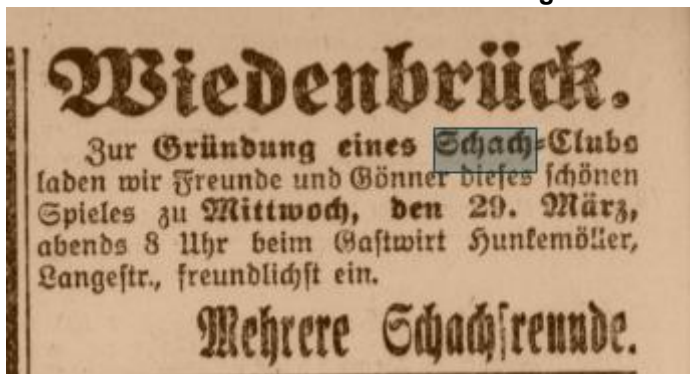 Wiedenbrück.
Zur Gründung eines Schach-Clubs
laden wir Freunde und Gönner dieses schönen
Spieles zu Mittwoch, den 29. März,
abends 8 Uhr beim Gastwirt Hunkemöller,
Langestr., freundlichst ein.
Mehrere Schachfreunde.